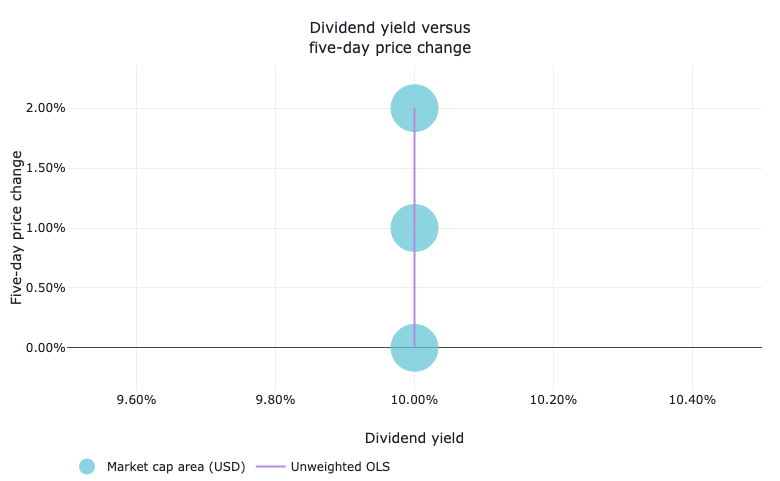 Dividend yield versus
five-day price change
Five-day price change
2.00%
1.50%
1.00%
0.50%
0.00%
9.60% 9.80% 10.00% 10.20% 10.40%
Dividend yield
Market cap area (USD) Unweighted OLS